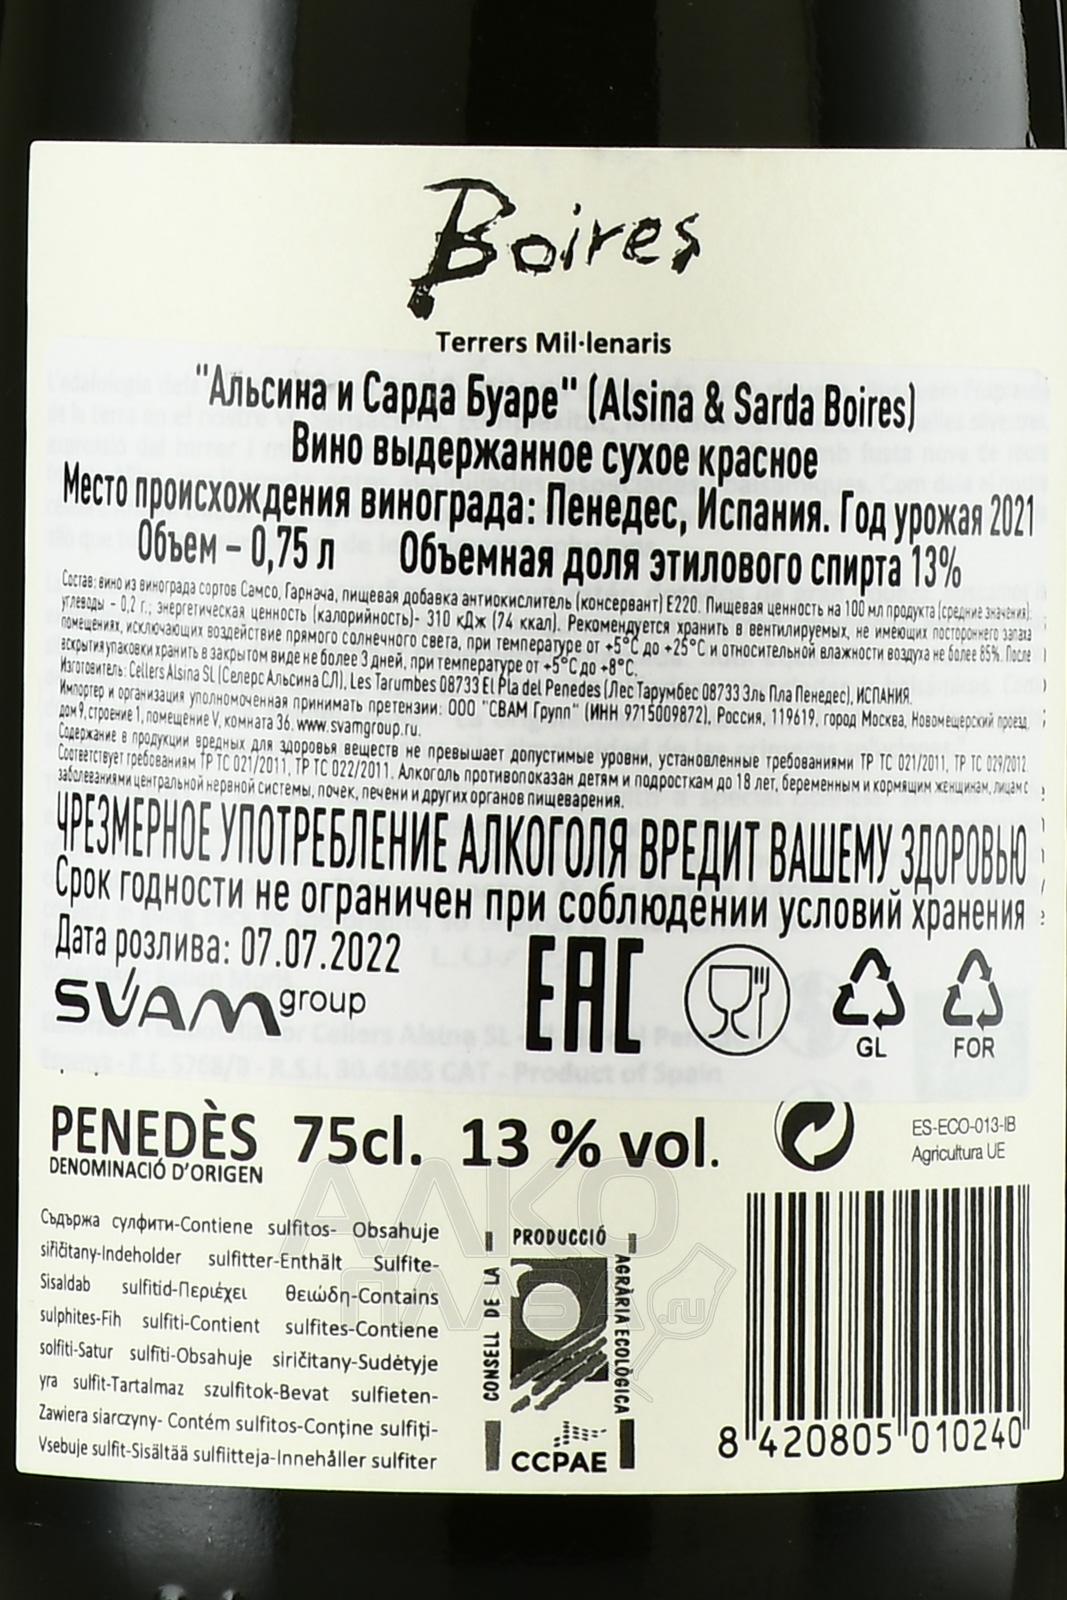 Boires
Terrers Mil·lenaris
"Альсина и Сарда Буаре" (Alsina & Sarda Boires)
Вино выдержанное сухое красное
Место происхождения винограда: Пенедес, Испания. Год урожая 2021
Объем – 0,75 л Объемная доля этилового спирта 13%
Состав: вино из винограда сортов Самсо, Гарнача, пищевая добавка антиокислитель (консервант) Е220. Пищевая ценность на 100 мл продукта (средние значения):
углеводы – 0,2 г.; энергетическая ценность (калорийность)- 310 кДж (74 ккал). Рекомендуется хранить в вентилируемых, не имеющих постороннего запаха
помещениях, исключающих воздействие прямого солнечного света, при температуре от +5°C до +25°C и относительной влажности воздуха не более 85%. После
вскрытия упаковки хранить в закрытом виде не более 3 дней, при температуре от +5°C до +8°C.
Изготовитель: Cellers Alsina SL (Селерс Альсина СЛ), Les Tarumbes 08733 El Pla del Penedes (Лес Тарумбес 08733 Эль Пла Пенедес), ИСПАНИЯ.
Импортер и организация уполномоченная принимать претензии: ООО "СВАМ Групп" (ИНН 9715009872), Россия, 119619, город Москва, Новомещерский проезд,
дом 9, строение 1, помещение V, комната 36. www.svamgroup.ru.
Содержание в продукции вредных для здоровья веществ не превышает допустимые уровни, установленные требованиями ТР ТС 021/2011, ТР ТС 029/2012.
Соответствует требованиям ТР ТС 021/2011, ТР ТС 022/2011. Алкоголь противопоказан детям и подросткам до 18 лет, беременным и кормящим женщинам, лицам с
заболеваниями центральной нервной системы, почек, печени и других органов пищеварения.
ЧРЕЗМЕРНОЕ УПОТРЕБЛЕНИЕ АЛКОГОЛЯ ВРЕДИТ ВАШЕМУ ЗДОРОВЬЮ
Срок годности не ограничен при соблюдении условий хранения
Дата розлива: 07.07.2022
SVAM group
EAC
GL
FOR
PENEDÈS 75cl. 13 % vol.
DENOMINACIÓ D'ORIGEN
ES-ECO-013-IB
Agricultura UE
Съдържа сулфити-Contiene sulfitos- Obsahuje
siřičitany-Indeholder sulfitter-Enthält Sulfite-
Sisaldab sulfitid-Περιέχει θειώδη-Contains
sulphites-Fih sulfiti-Contient sulfites-Contiene
solfiti-Satur sulfīti-Obsahuje siričitany-Sudėtyje
yra sulfit-Tartalmaz szulfitok-Bevat sulfieten-
Zawiera siarczyny- Contém sulfitos-Conține sulfiți-
Vsebuje sulfit-Sisältää sulfiitteja-Innehåller sulfiter
CONSELL DE LA
PRODUCCIÓ
AGRÀRIA ECOLÒGICA
CCPAE
8 420805 010240
АЛКО
ПЛАЗА.ru